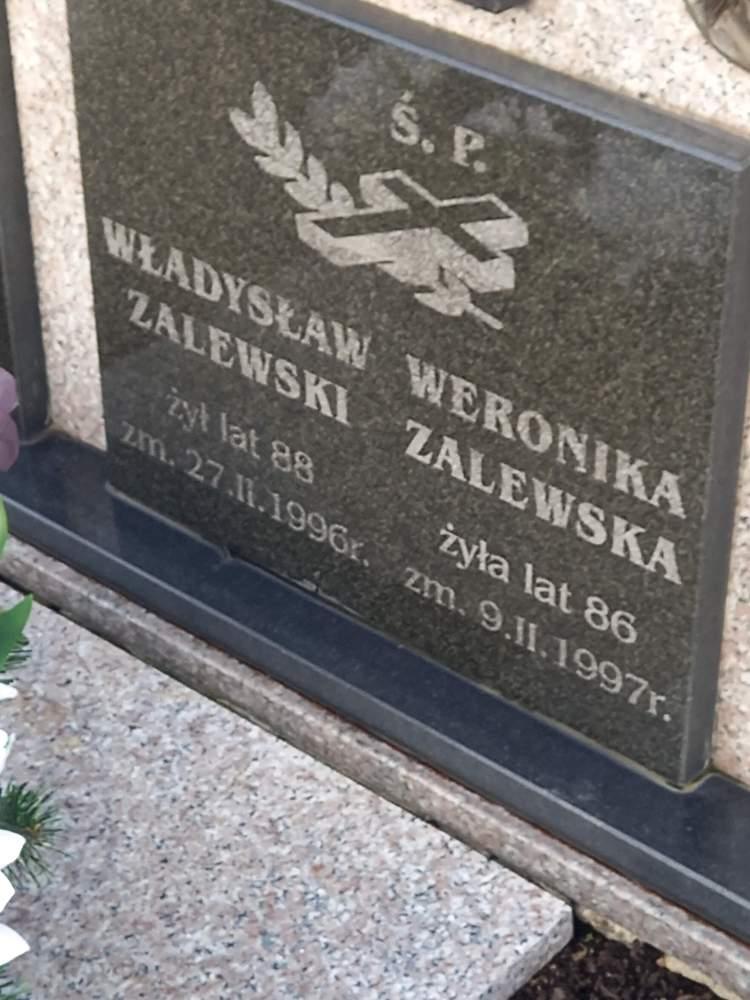 Ś. P.
WŁADYSŁAW
ZALEWSKI
żył lat 88
zm. 27.II.1996r.
WERONIKA
ZALEWSKA
żyła lat 86
zm. 9.II.1997r.